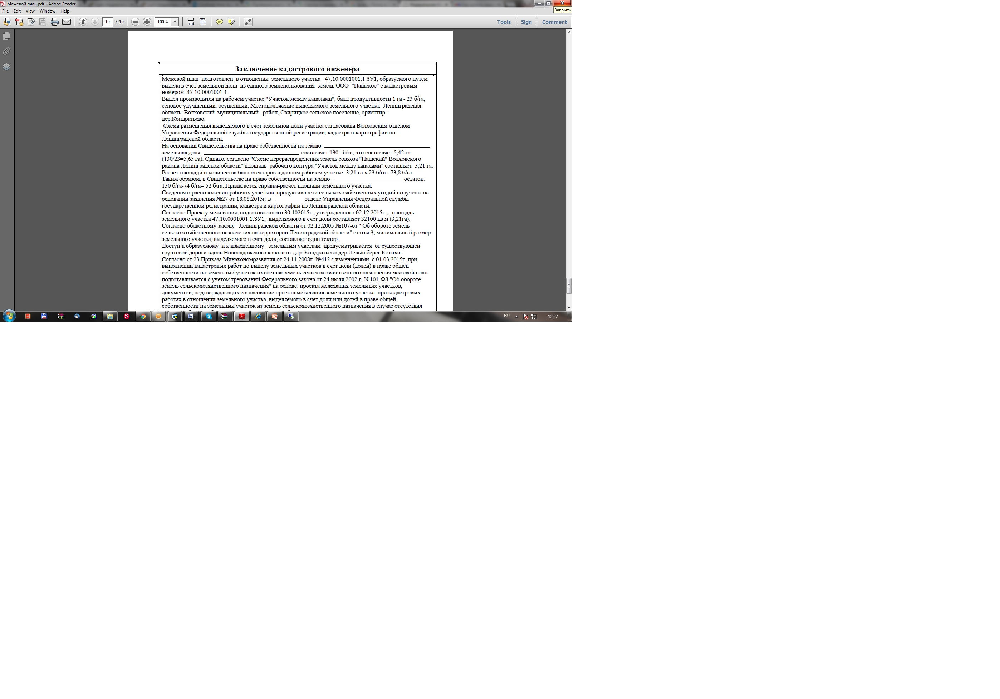 Межевой план.pdf - Adobe Reader
Закрыть
File Edit View Window Help
10 / 10 100% Tools Sign Comment
Заключение кадастрового инженера
Межевой план подготовлен в отношении земельного участка 47:10:0001001:1:ЗУ1, образуемого путем
выдела в счет земельной доли из единого землепользования земель ООО "Пашское" с кадастровым
номером 47:10:0001001:1.
Выдел производится на рабочем участке "Участок между каналами", балл продуктивности 1 га - 23 б/га,
сенокос улучшенный, осушенный. Местоположение выделяемого земельного участка: Ленинградская
область, Волховский муниципальный район, Свирицкое сельское поселение, ориентир -
дер.Кондратьево.
Схема размещения выделяемого в счет земельной доли участка согласована Волховским отделом
Управления Федеральной службы государственной регистрации, кадастра и картографии по
Ленинградской области.
На основании Свидетельства на право собственности на землю
земельная доля составляет 130 б/га, что составляет 5,42 га
(130/23=5,65 га). Однако, согласно "Схеме перераспределения земель совхоза "Пашский" Волховского
района Ленинградской области" площадь рабочего контура "Участок между каналами" составляет 3,21 га.
Расчет площади и количества балло\гектаров в данном рабочем участке: 3,21 га х 23 б/га =73,8 б/га.
Таким образом, в Свидетельстве на право собственности на землю остаток:
130 б/га-74 б/га= 52 б/га. Прилагается справка-расчет площади земельного участка.
Сведения о расположении рабочих участков, продуктивности сельскохозяйственных угодий получены на
основании заявления №27 от 18.08.2015г. в отделе Управления Федеральной службы
государственной регистрации, кадастра и картографии по Ленинградской области.
Согласно Проекту межевания, подготовленного 30.102015г., утвержденного 02.12.2015г., площадь
земельного участка 47:10:0001001:1:ЗУ1, выделяемого в счет доли составляет 32100 кв м (3,21га).
Согласно областному закону Ленинградской области от 02.12.2005 №107-оз " Об обороте земель
сельскохозяйственного назначения на территории Ленинградской области" статья 3, минимальный размер
земельного участка, выделяемого в счет доли, составляет один гектар.
Доступ к образуемому и к измененному земельным участкам предусматривается от существующей
грунтовой дороги вдоль Новоладожского канала от дер. Кондратьево-дер.Левый берег Котихи.
Согласно ст.23 Приказа Минэкономразвития от 24.11.2008г. №412 с изменениями с 01.03.2015г. при
выполнении кадастровых работ по выделу земельных участков в счет доли (долей) в праве общей
собственности на земельный участок из состава земель сельскохозяйственного назначения межевой план
подготавливается с учетом требований Федерального закона от 24 июля 2002 г. N 101-ФЗ "Об обороте
земель сельскохозяйственного назначения" на основе: проекта межевания земельных участков,
документов, подтверждающих согласование проекта межевания земельного участка при кадастровых
работах в отношении земельного участка, выделяемого в счет доли или долей в праве общей
собственности на земельный участок из земель сельскохозяйственного назначения в случае отсутствия
RU 12:27